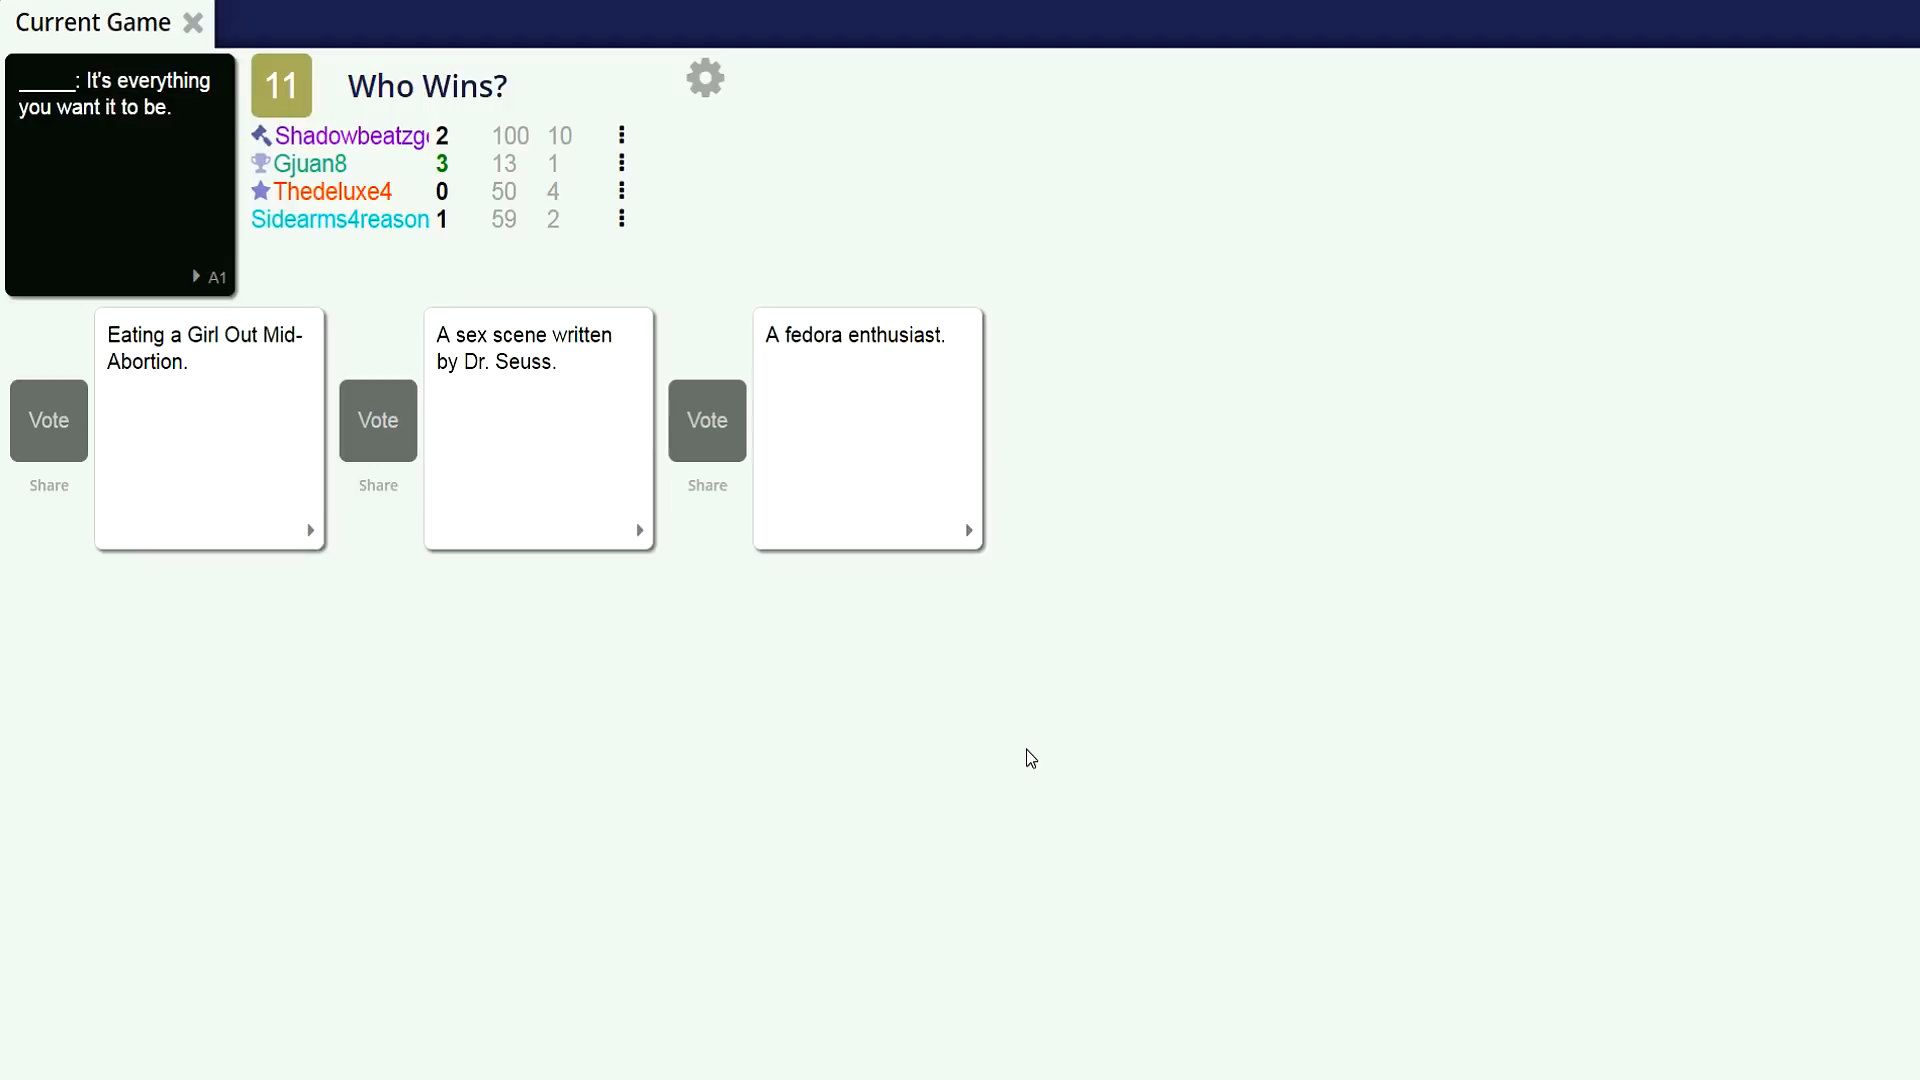 Current Game
_____: It's everything
you want it to be.
A1
11 Who Wins?
Shadowbeatzg 2 100 10
Gjuan8 3 13 1
Thedeluxe4 0 50 4
Sidearms4reason 1 59 2
Vote
Share
Eating a Girl Out Mid-
Abortion.
Vote
Share
A sex scene written
by Dr. Seuss.
Vote
Share
A fedora enthusiast.